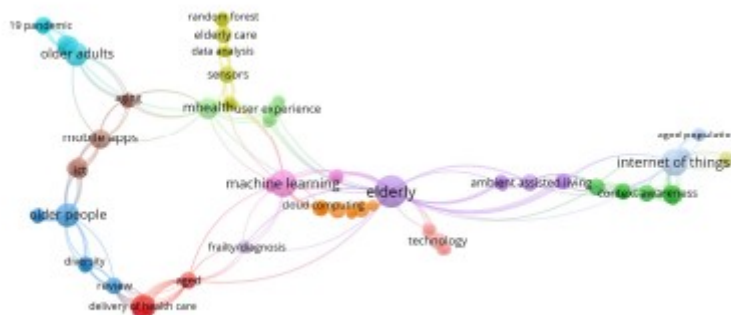 19 pandemic
older adults
random forest
elderly care
data analysis
sensors
mhealth
user experience
aging
mobile apps
older people
diversity
review
delivery of health care
aged
frailty/diagnosis
machine learning
cloud computing
elderly
technology
ambient assisted living
context awareness
internet of things